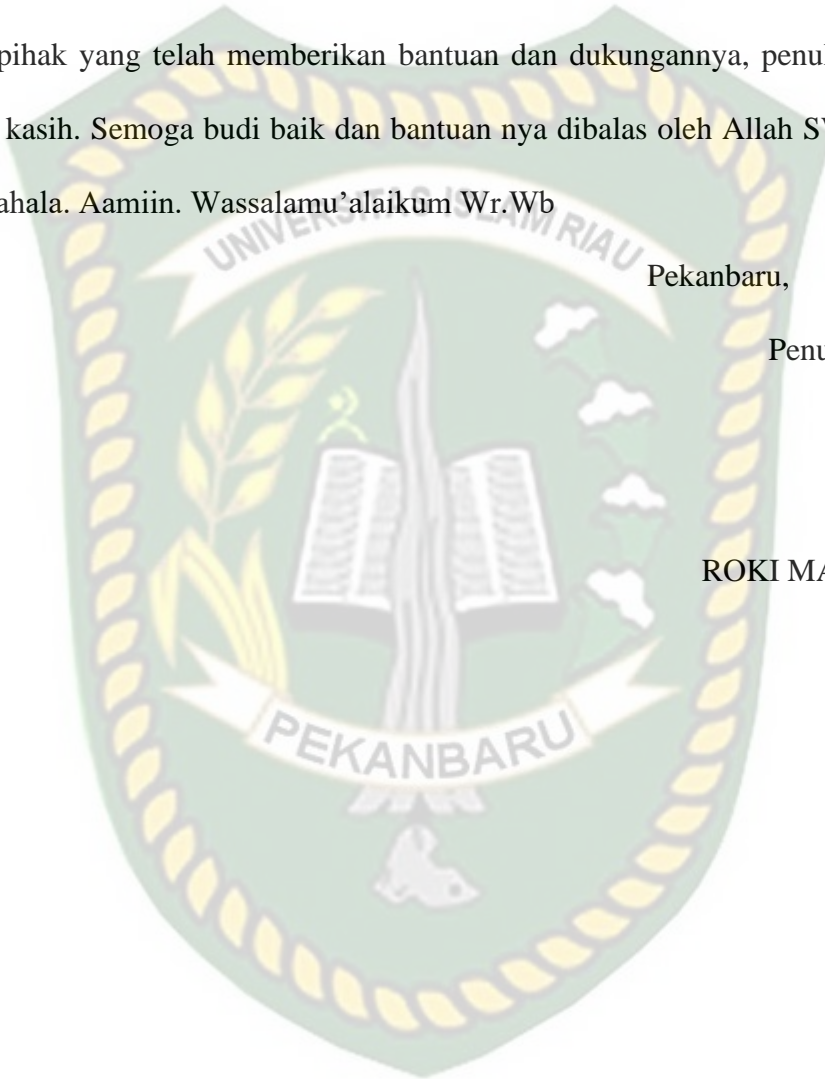 pihak yang telah memberikan bantuan dan dukungannya, penul
kasih. Semoga budi baik dan bantuan nya dibalas oleh Allah S
ahala. Aamiin. Wassalamu’alaikum Wr.Wb
UNIVERSITAS ISLAM RIAU
Pekanbaru,
Penu
ROKI MA
PEKANBARU